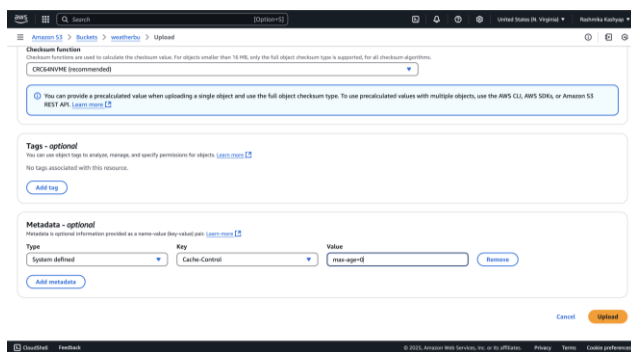 aws Search [Option+S] United States (N. Virginia) Rashmika Kashyap
Amazon S3 > Buckets > weatherbu > Upload
Checksum function
Checksum functions are used to calculate the checksum value. For objects smaller than 16 MB, only the full object checksum type is supported, for all checksum algorithms.
CRC64NVME (recommended)
You can provide a precalculated value when uploading a single object and use the full object checksum type. To use precalculated values with multiple objects, use the AWS CLI, AWS SDKs, or Amazon S3
REST API. Learn more
Tags - optional
You can use object tags to analyze, manage, and specify permissions for objects. Learn more
No tags associated with this resource.
Add tag
Metadata - optional
Metadata is optional information provided as a name-value (key-value) pair. Learn more
Type Key Value
System defined Cache-Control max-age=0 Remove
Add metadata
Cancel Upload
CloudShell Feedback © 2025, Amazon Web Services, Inc. or its affiliates. Privacy Terms Cookie preferences